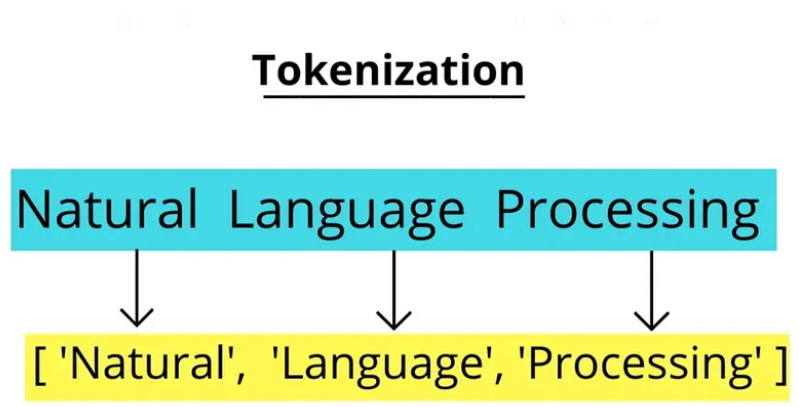 Tokenization
Natural Language Processing
[ 'Natural', 'Language', 'Processing' ]